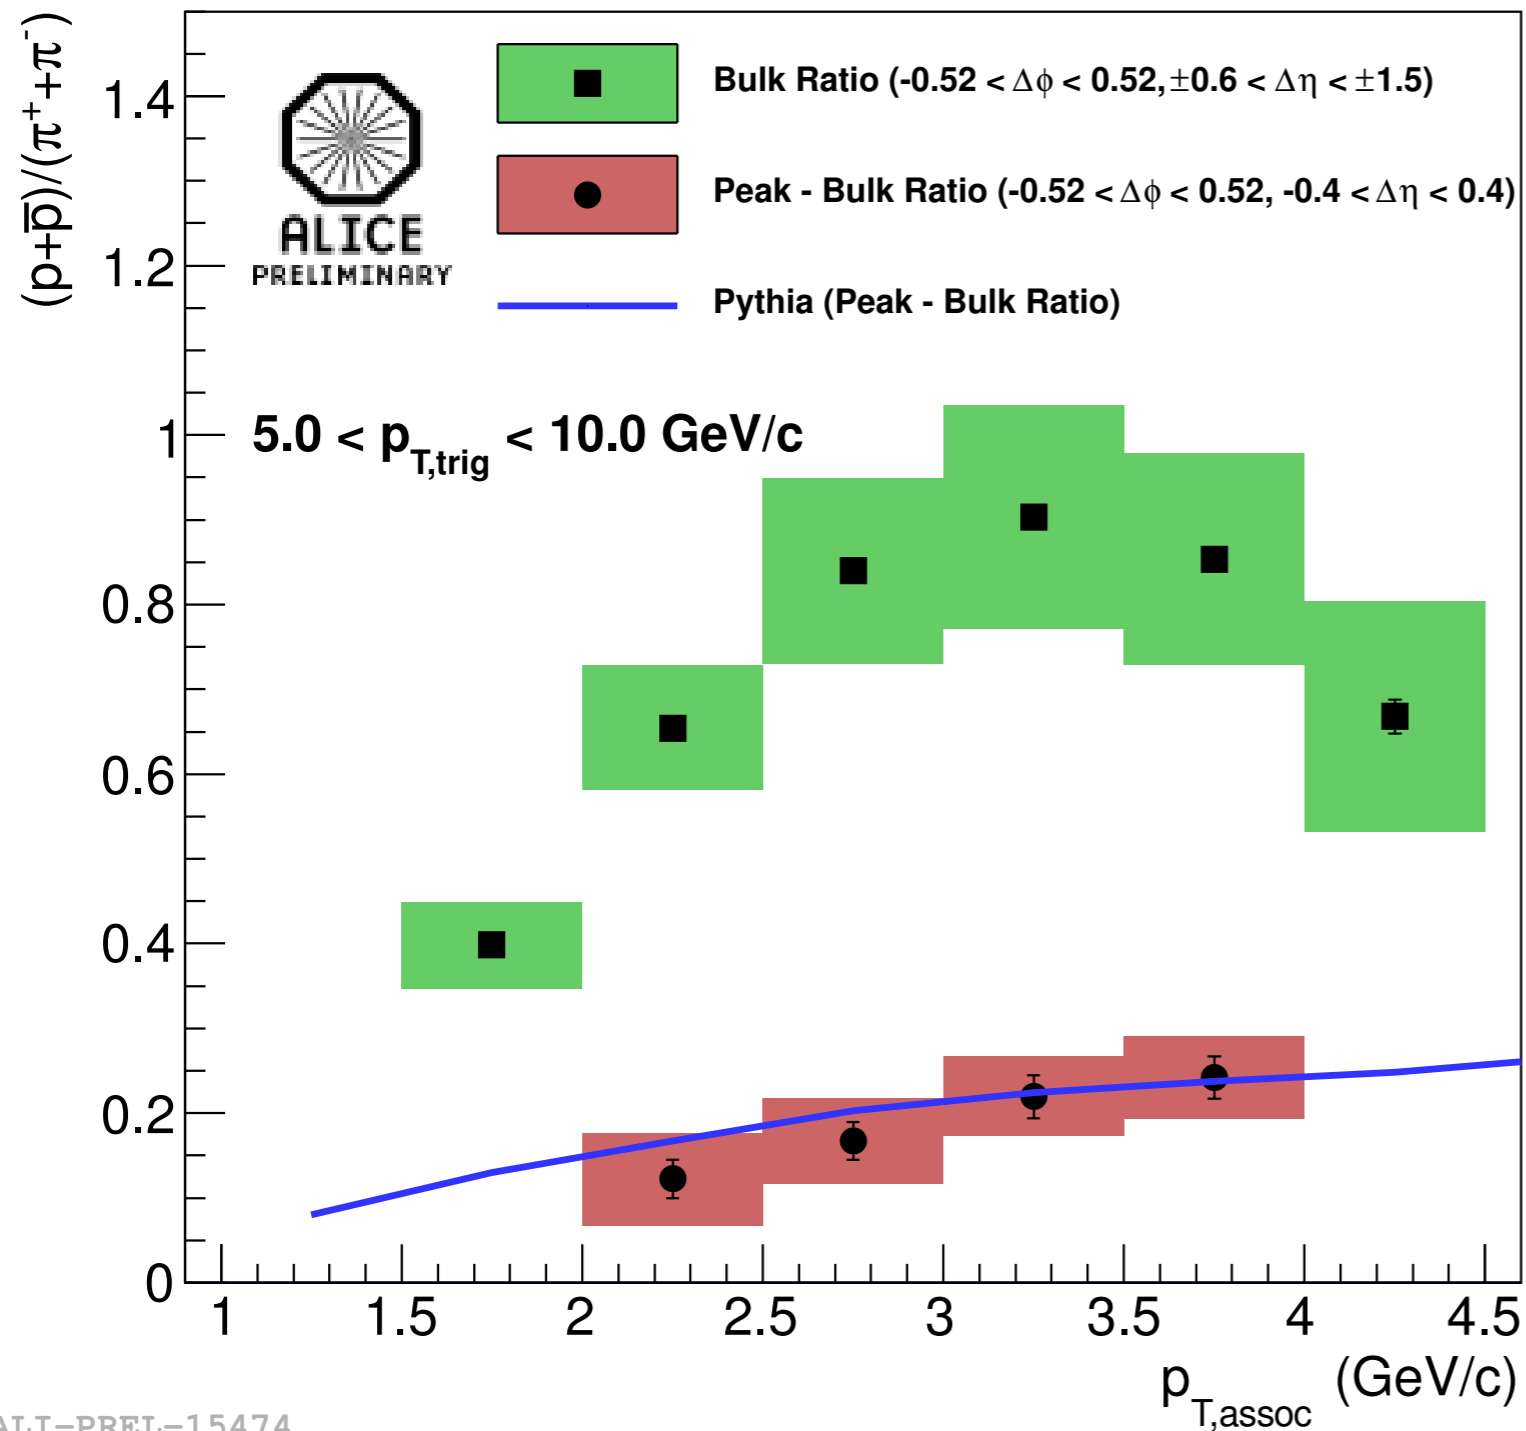 (p+p̅)/(π⁺+π⁻)
Bulk Ratio (-0.52 < Δϕ < 0.52, ±0.6 < Δη < ±1.5)
Peak - Bulk Ratio (-0.52 < Δϕ < 0.52, -0.4 < Δη < 0.4)
Pythia (Peak - Bulk Ratio)
ALICE
PRELIMINARY
5.0 < p_T,trig < 10.0 GeV/c
1.4
1.2
1
0.8
0.6
0.4
0.2
0
1 1.5 2 2.5 3 3.5 4 4.5
p_T,assoc (GeV/c)
ALI-PREL-15474